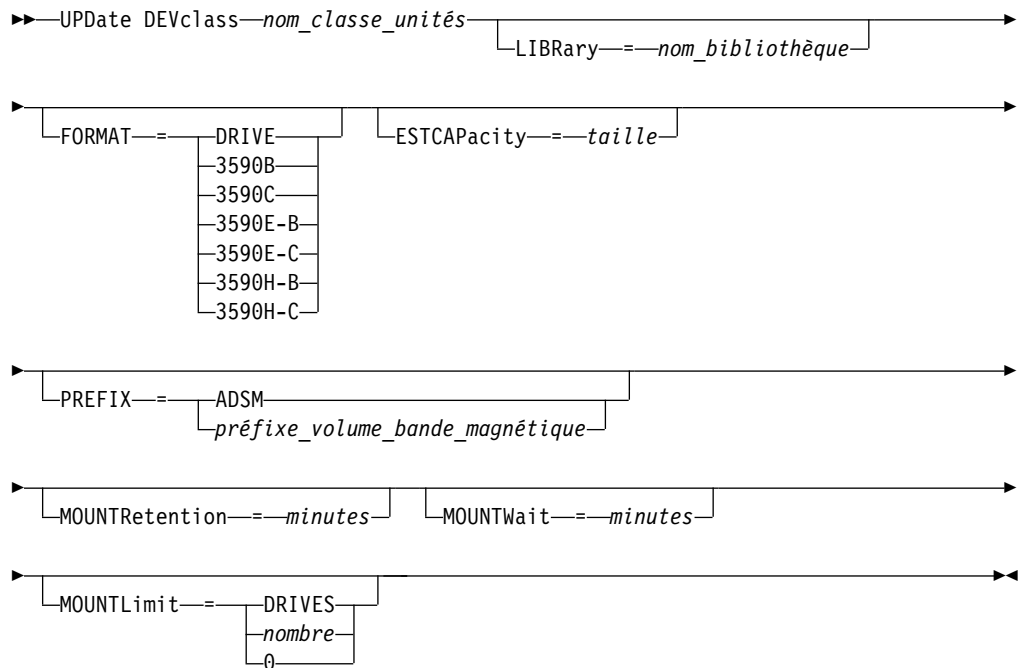 UPDate DEVclass nom_classe_unités
LIBRary = nom_bibliothèque
FORMAT = DRIVE
3590B
3590C
3590E-B
3590E-C
3590H-B
3590H-C
ESTCAPacity = taille
PREFIX = ADSM
préfixe_volume_bande_magnétique
MOUNTRetention = minutes
MOUNTWait = minutes
MOUNTLimit = DRIVES
nombre
0